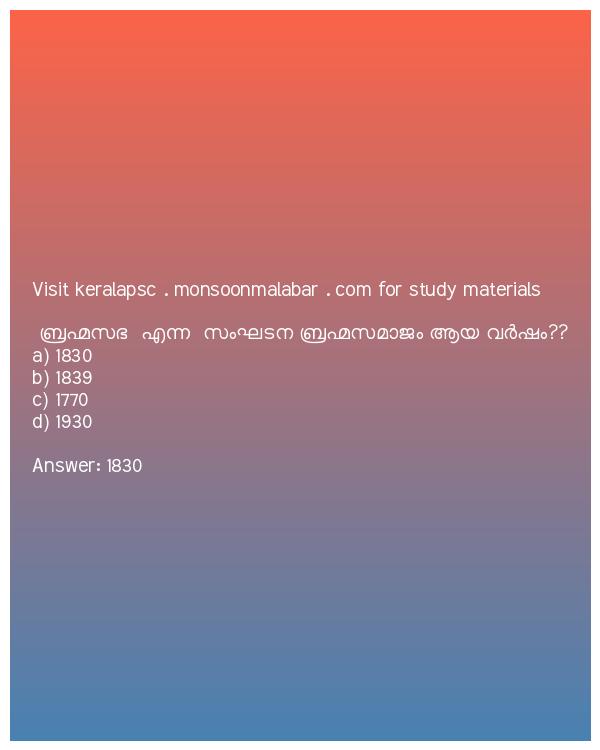 Visit keralapsc . monsoonmalabar . com for study materials
ബ്രഹ്മസഭ എന്ന സംഘടന ബ്രഹ്മസമാജം ആയ വർഷം??
a) 1830
b) 1839
c) 1770
d) 1930
Answer: 1830